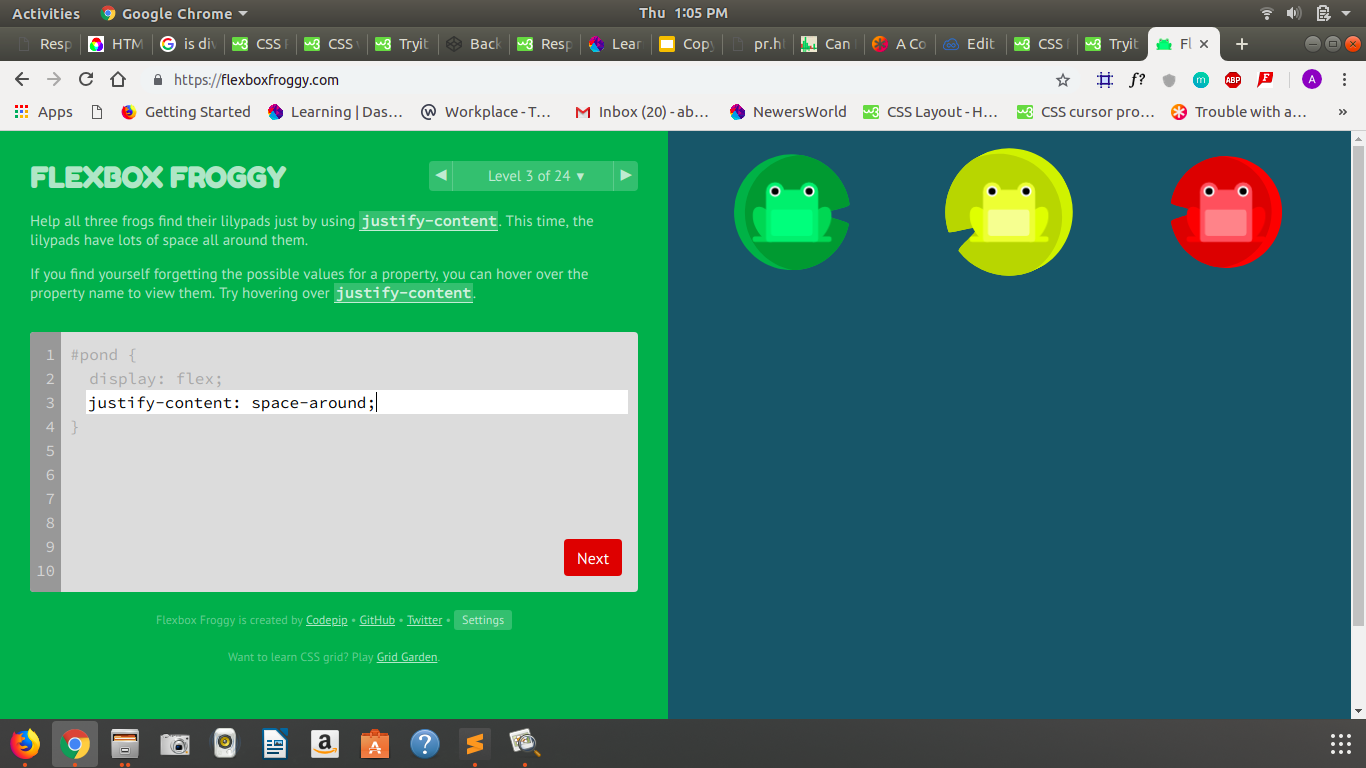 Activities Google Chrome Thu 1:05 PM
Resp HTM is div CSS CSS Tryit Back Resp Lear Copy pr.h Can A Co Edit CSS Tryit Fl
https://flexboxfroggy.com f? m ABP F A
Apps Getting Started Learning | Das… Workplace - T… Inbox (20) - ab… NewersWorld CSS Layout - H… CSS cursor pro… Trouble with a… »
FLEXBOX FROGGY
◀ Level 3 of 24 ▼ ▶
Help all three frogs find their lilypads just by using justify-content. This time, the
lilypads have lots of space all around them.
If you find yourself forgetting the possible values for a property, you can hover over the
property name to view them. Try hovering over justify-content.
1 #pond {
2 display: flex;
3 justify-content: space-around;
4 }
5
6
7
8
9
10
Next
Flexbox Froggy is created by Codepip • GitHub • Twitter • Settings
Want to learn CSS grid? Play Grid Garden.